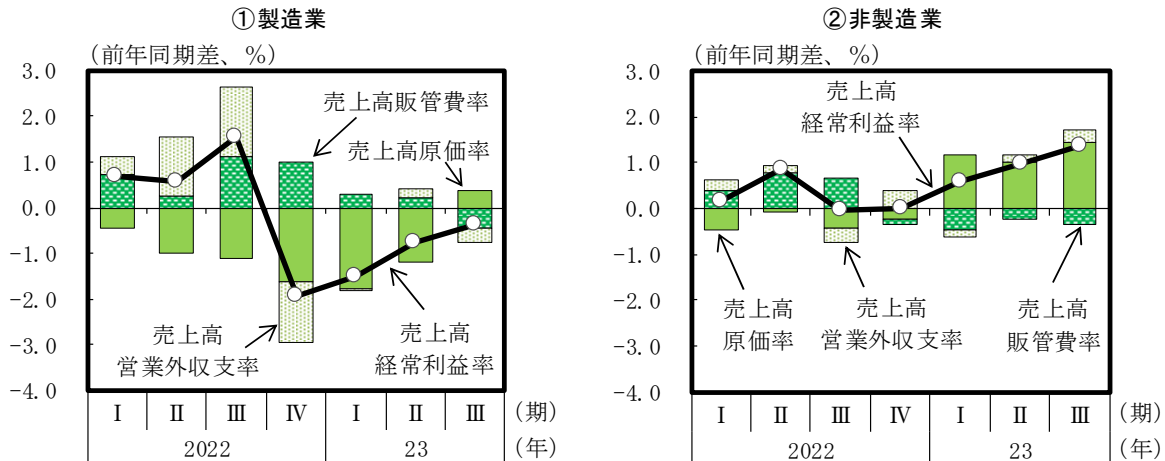 ①製造業
(前年同期差、%)
3.0
2.0
1.0
0.0
-1.0
-2.0
-3.0
-4.0
売上高販管費率
売上高原価率
売上高
営業外収支率
売上高
経常利益率
Ⅰ Ⅱ Ⅲ Ⅳ Ⅰ Ⅱ Ⅲ (期)
2022 23 (年)
②非製造業
(前年同期差、%)
3.0
2.0
1.0
0.0
-1.0
-2.0
-3.0
-4.0
売上高
経常利益率
売上高
原価率
売上高
営業外収支率
売上高
販管費率
Ⅰ Ⅱ Ⅲ Ⅳ Ⅰ Ⅱ Ⅲ (期)
2022 23 (年)